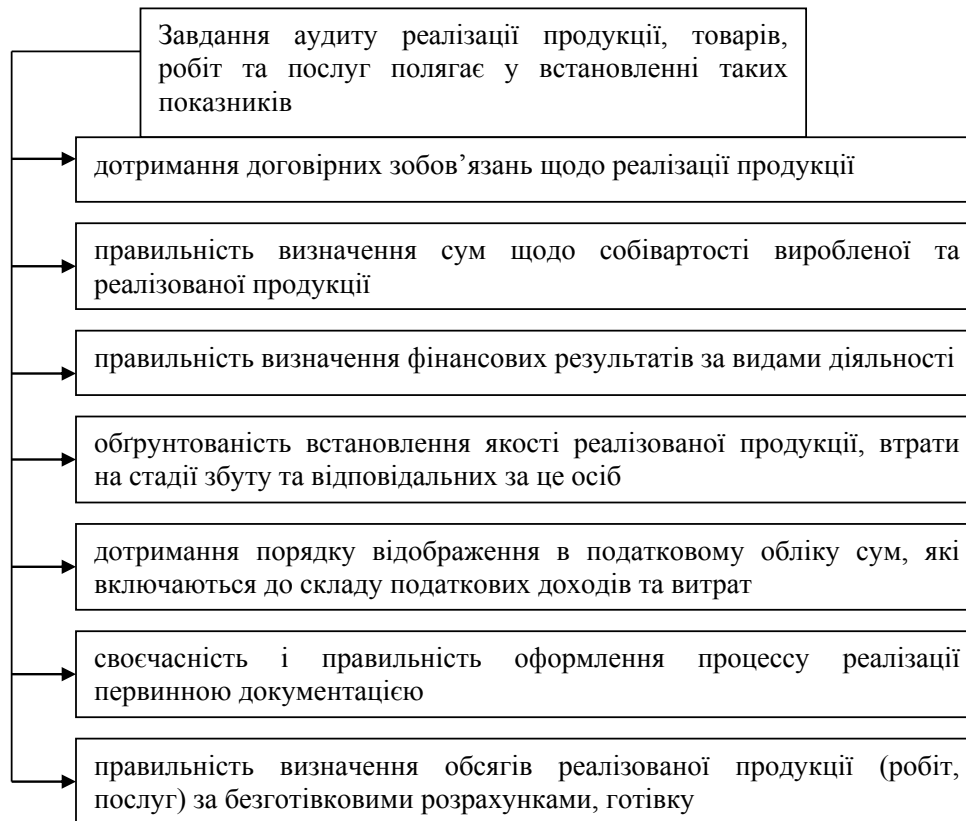 Завдання аудиту реалізації продукції, товарів,
робіт та послуг полягає у встановленні таких
показників
дотримання договірних зобов’язань щодо реалізації продукції
правильність визначення сум щодо собівартості виробленої та
реалізованої продукції
правильність визначення фінансових результатів за видами діяльності
обґрунтованість встановлення якості реалізованої продукції, втрати
на стадії збуту та відповідальних за це осіб
дотримання порядку відображення в податковому обліку сум, які
включаються до складу податкових доходів та витрат
своєчасність і правильність оформлення процессу реалізації
первинною документацією
правильність визначення обсягів реалізованої продукції (робіт,
послуг) за безготівковими розрахунками, готівку